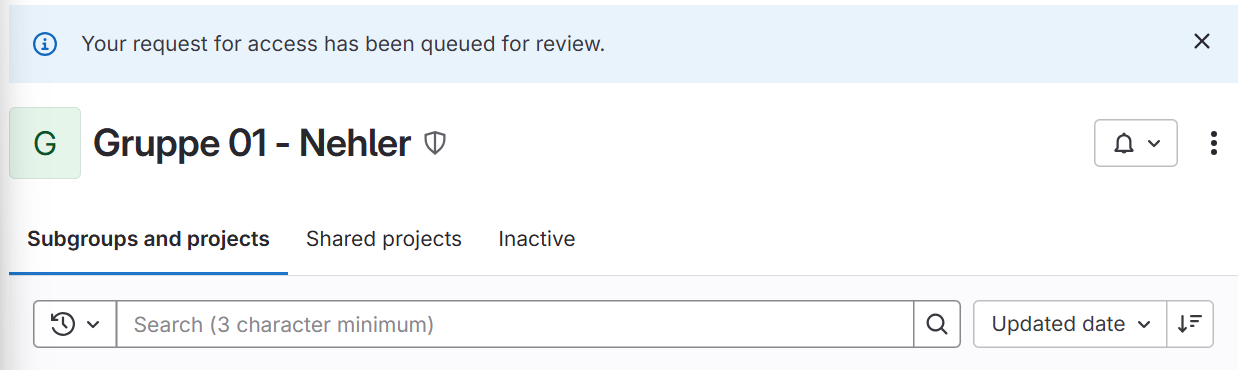 Your request for access has been queued for review.
G
Gruppe 01 - Nehler
Subgroups and projects Shared projects Inactive
Search (3 character minimum) Updated date